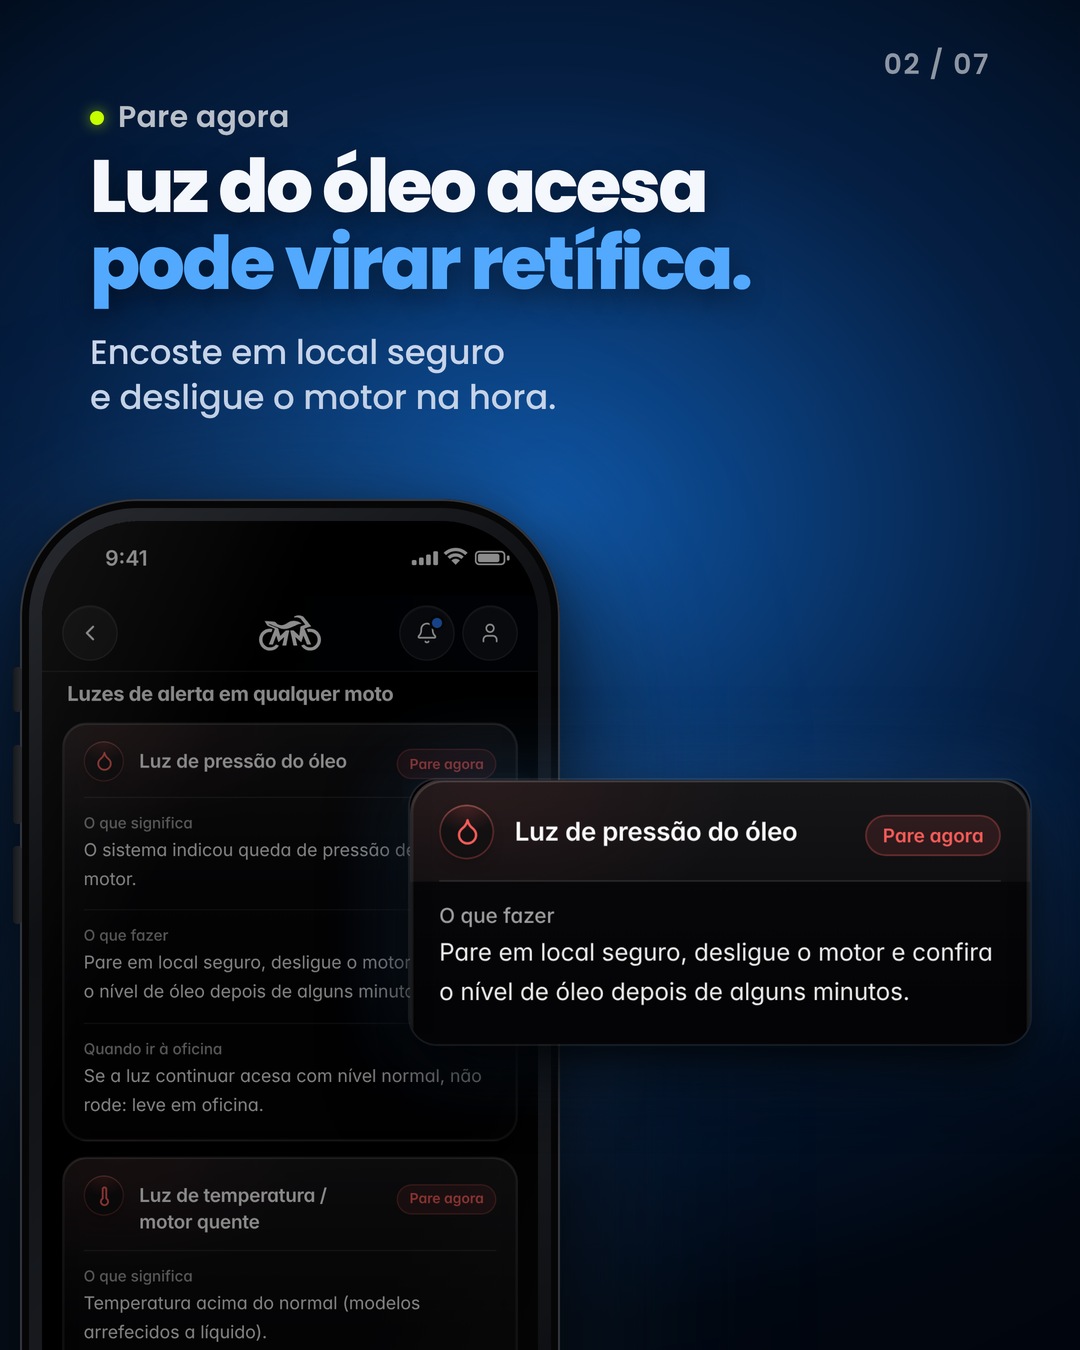 02 / 07
Pare agora
Luz do óleo acesa
pode virar retífica.
Encoste em local seguro
e desligue o motor na hora.
9:41
MM
Luzes de alerta em qualquer moto
Luz de pressão do óleo
Pare agora
O que significa
O sistema indicou queda de pressão de
motor.
O que fazer
Pare em local seguro, desligue o motor
o nível de óleo depois de alguns
Quando ir à oficina
Se a luz continuar acesa com nível normal, não
rode: leve em oficina.
Luz de pressão do óleo
Pare agora
O que fazer
Pare em local seguro, desligue o motor e confira
o nível de óleo depois de alguns minutos.
Luz de temperatura /
motor quente
Pare agora
O que significa
Temperatura acima do normal (modelos
arrefecidos a líquido).